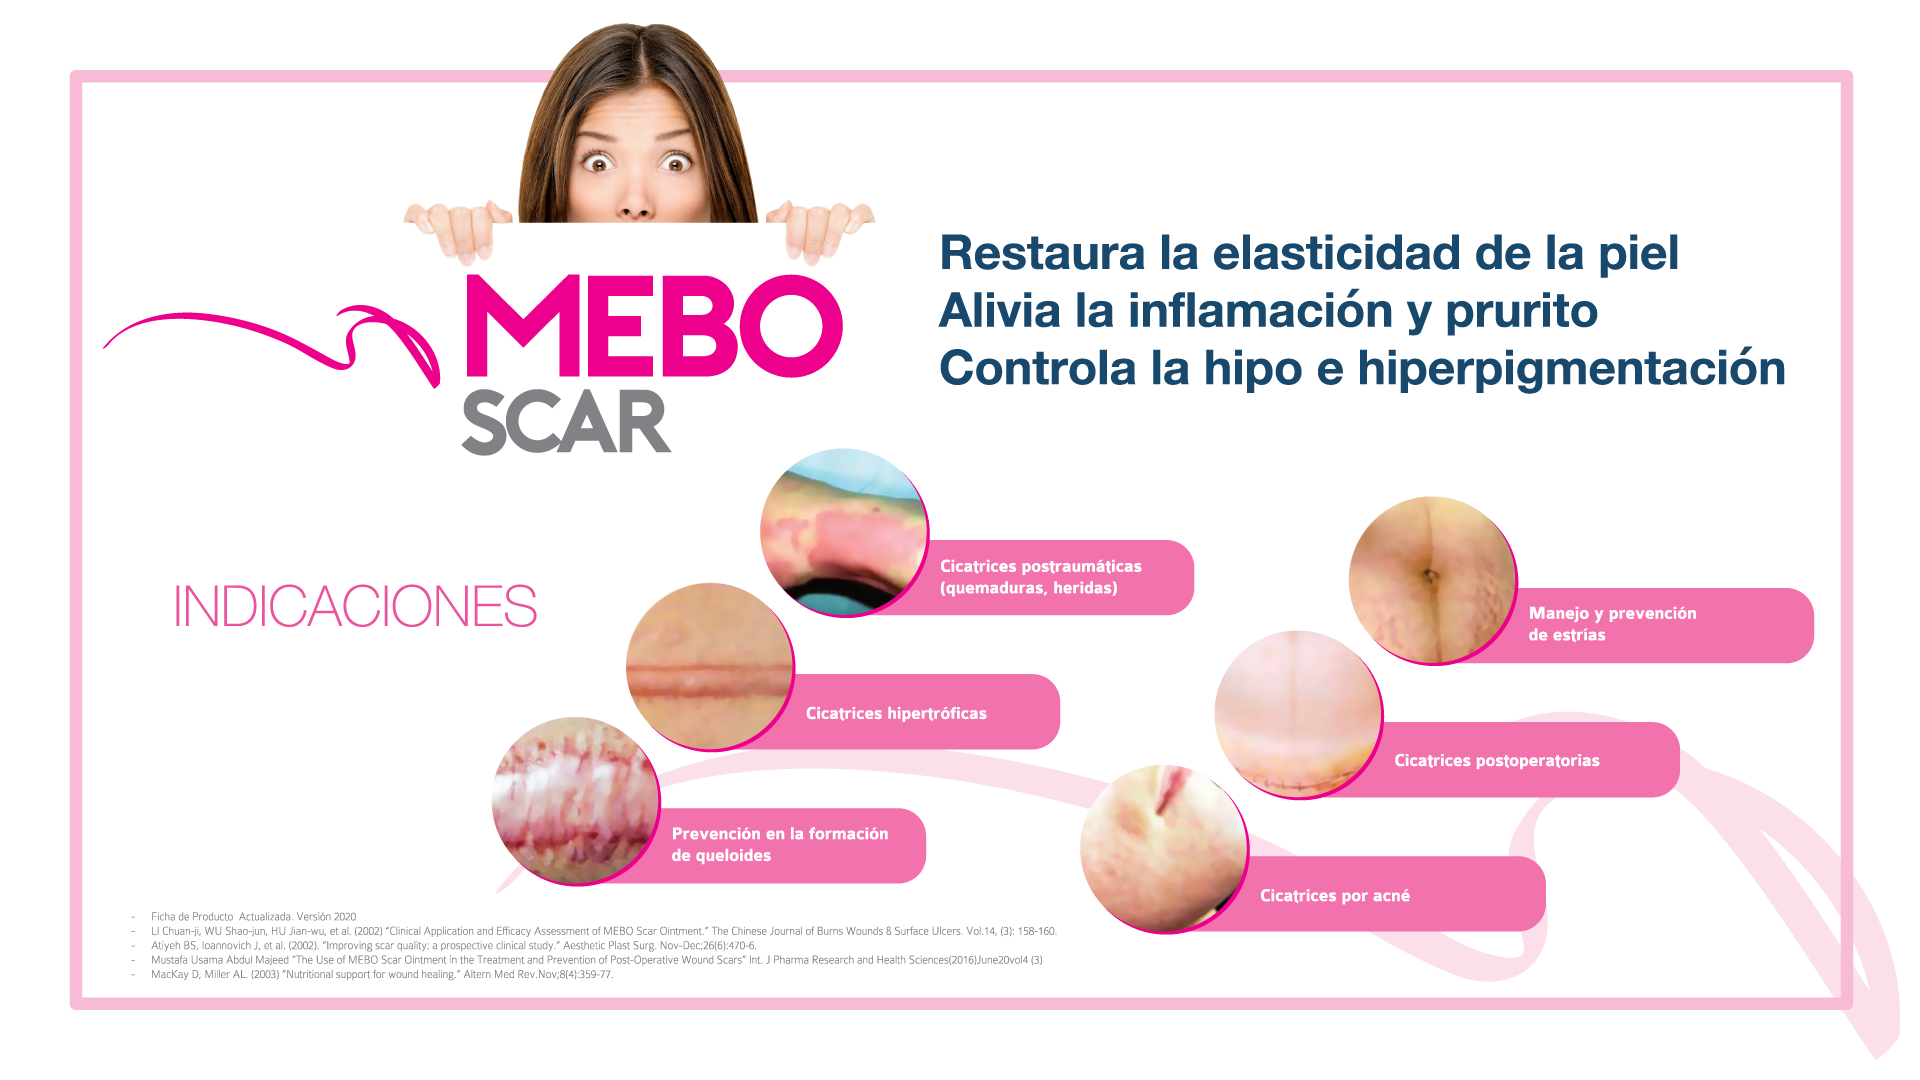 MEBO
SCAR
Restaura la elasticidad de la piel
Alivia la inflamación y prurito
Controla la hipo e hiperpigmentación
INDICACIONES
Cicatrices postraumáticas
(quemaduras, heridas)
Cicatrices hipertróficas
Prevención en la formación
de queloides
Manejo y prevención
de estrías
Cicatrices postoperatorias
Cicatrices por acné
- Ficha de Producto Actualizada. Versión 2020
- LI Chuan-ji, WU Shao-jun, HU Jian-wu, et al. (2002) "Clinical Application and Efficacy Assessment of MEBO Scar Ointment." The Chinese Journal of Burns Wounds & Surface Ulcers. Vol.14, (3): 158-160.
- Atiyeh BS, Ioannovich J, et al. (2002). "Improving scar quality: a prospective clinical study." Aesthetic Plast Surg. Nov-Dec;26(6):470-6.
- Mustafa Usama Abdul Majeed "The Use of MEBO Scar Ointment in the Treatment and Prevention of Post-Operative Wound Scars" Int. J Pharma Research and Health Sciences(2016)June20vol4 (3)
- MacKay D, Miller AL. (2003) "Nutritional support for wound healing." Altern Med Rev.Nov;8(4):359-77.